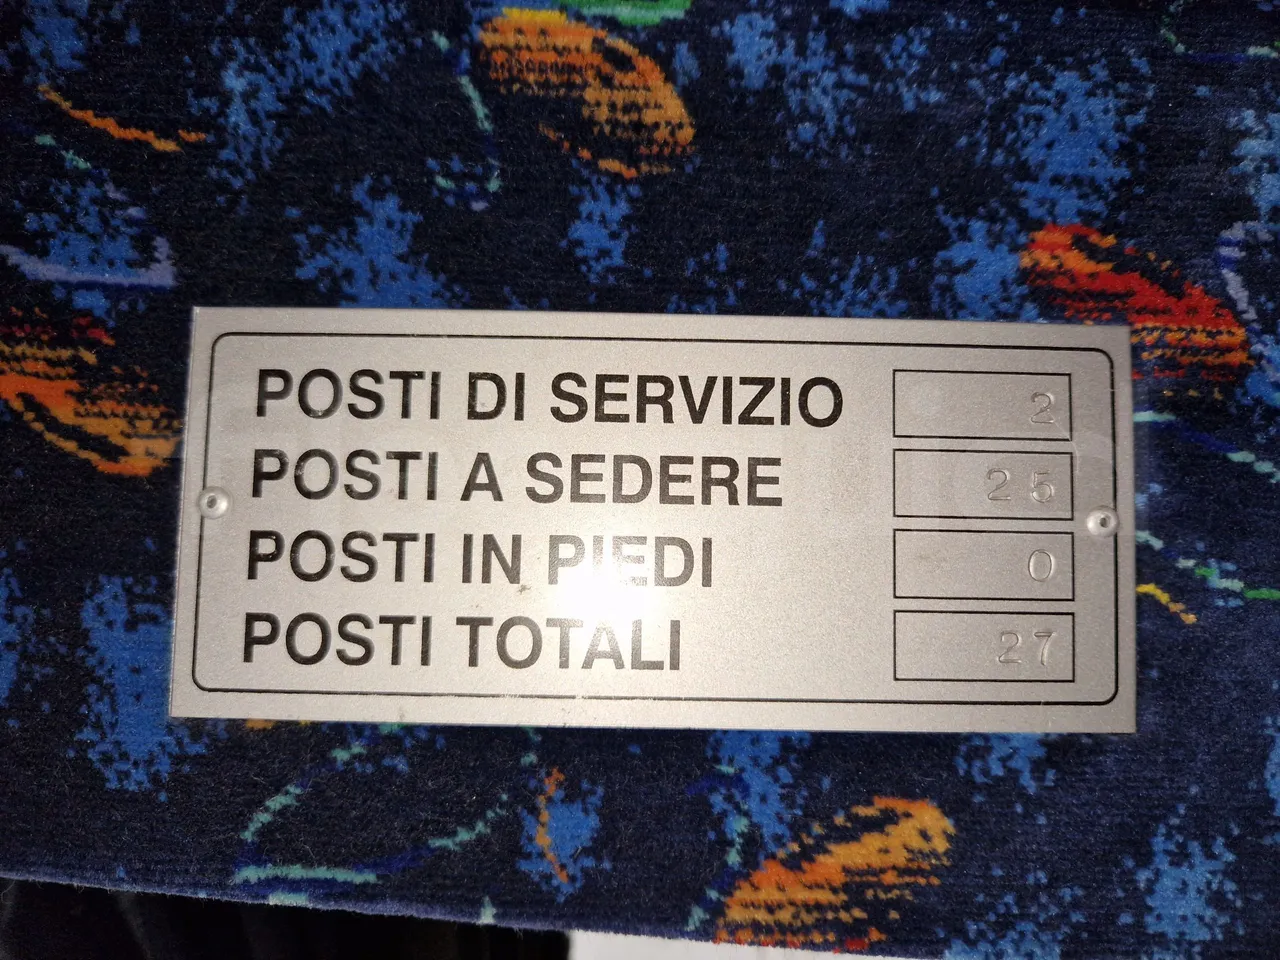 POSTI DI SERVIZIO 2
POSTI A SEDERE 25
POSTI IN PIEDI 0
POSTI TOTALI 27